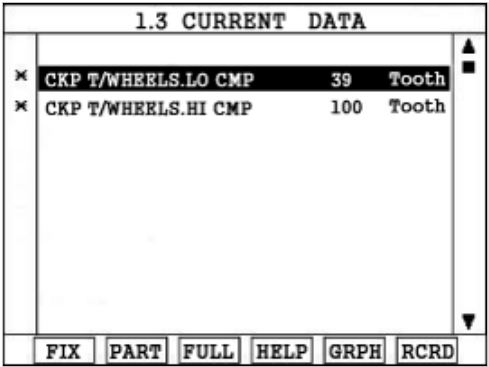 1.3 CURRENT DATA
* CKP T/WHEELS.LO CMP 39 Tooth
* CKP T/WHEELS.HI CMP 100 Tooth
FIX PART FULL HELP GRPH RCRD